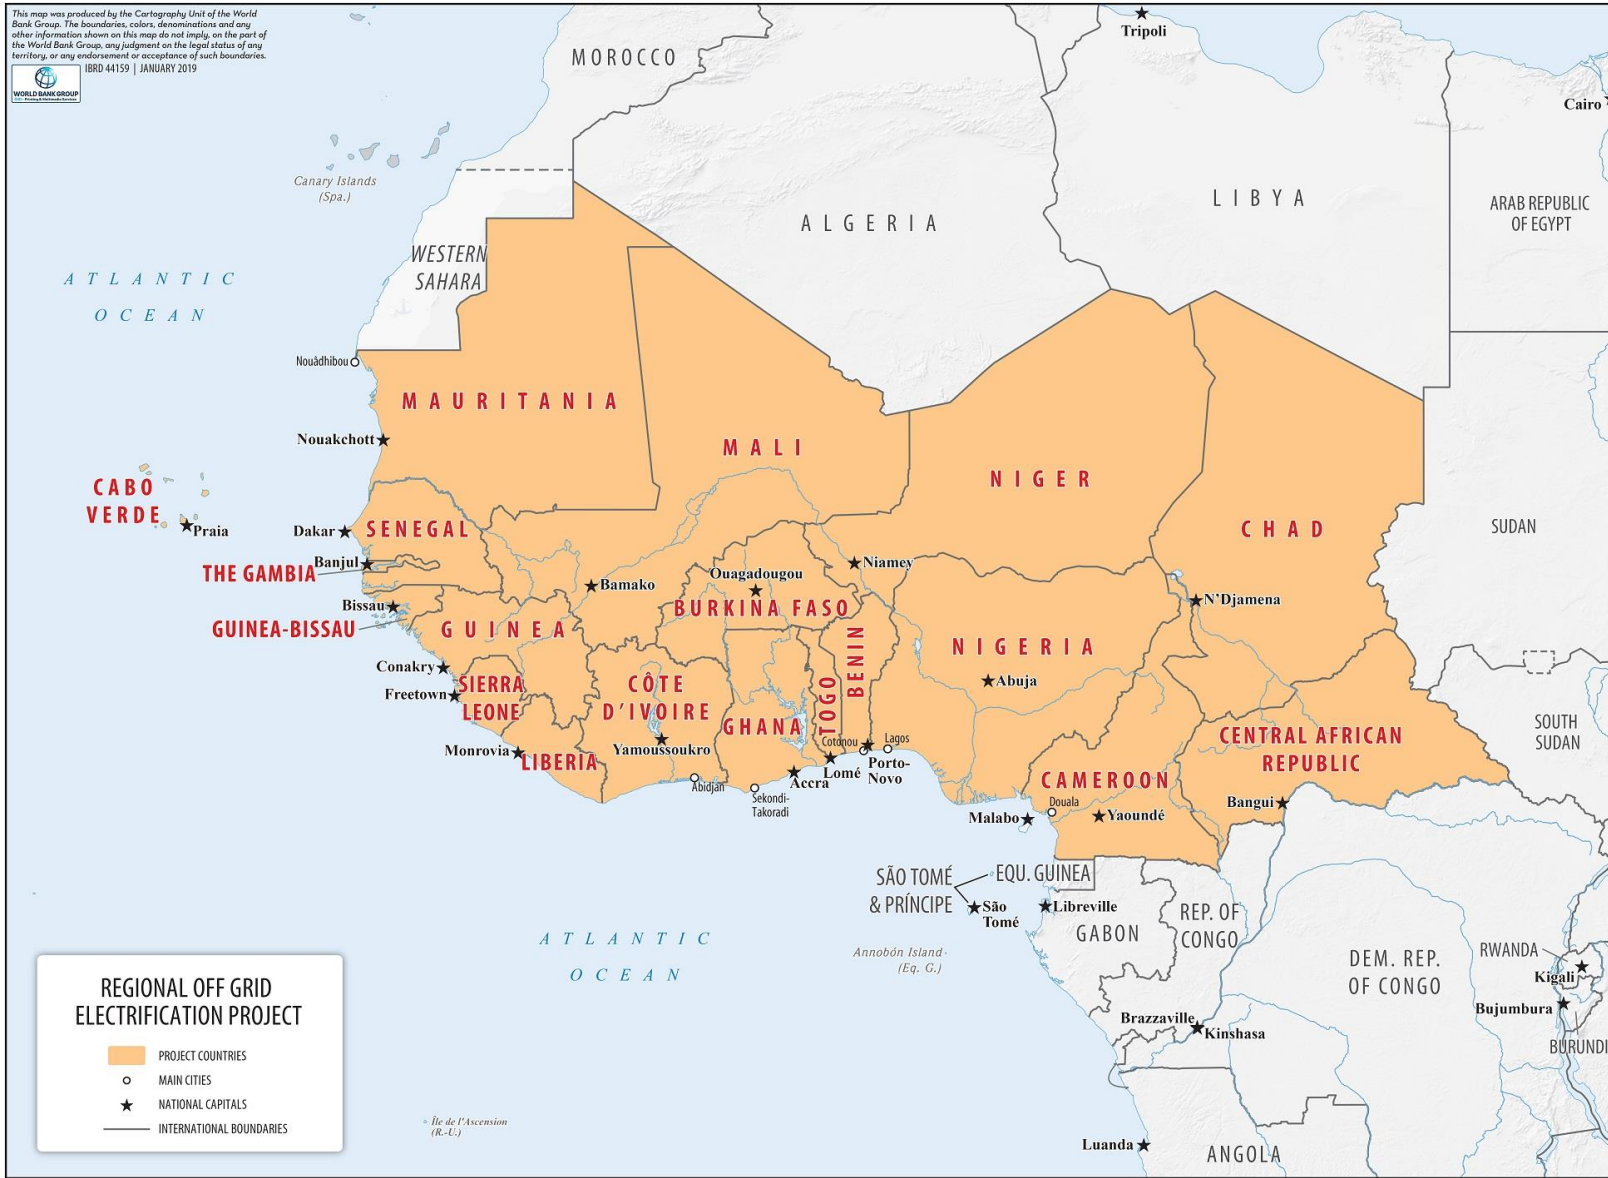 This map was produced by the Cartography Unit of the World
Bank Group. The boundaries, colors, denominations and any
other information shown on this map do not imply, on the part of
the World Bank Group, any judgment on the legal status of any
territory, or any endorsement or acceptance of such boundaries.
IBRD 44159 | JANUARY 2019
WORLD BANK GROUP
Tripoli
MOROCCO
Cairo
Canary Islands
(Spa.)
LIBYA
ALGERIA
ARAB REPUBLIC
OF EGYPT
WESTERN
SAHARA
ATLANTIC
OCEAN
Nouâdhibou
MAURITANIA
Nouakchott
MALI
NIGER
CABO
VERDE
Praia
Dakar
SENEGAL
CHAD
SUDAN
Banjul
THE GAMBIA
Niamey
Ouagadougou
Bamako
BURKINA FASO
N'Djamena
Bissau
GUINEA-BISSAU
GUINEA
BENIN
NIGERIA
Abuja
Conakry
Freetown
SIERRA
LEONE
CÔTE
D'IVOIRE
TOGO
GHANA
Yamoussoukro
Monrovia
LIBERIA
Cotonou
Lagos
Porto-
Novo
Lomé
Accra
Abidjan
Sekondi-
Takoradi
CENTRAL AFRICAN
REPUBLIC
SOUTH
SUDAN
CAMEROON
Bangui
Douala
Yaoundé
Malabo
SÃO TOMÉ
& PRÍNCIPE
EQU. GUINEA
São
Tomé
Libreville
GABON
REP. OF
CONGO
Annobón Island
(Eq. G.)
DEM. REP.
OF CONGO
RWANDA
Kigali
Bujumbura
BURUNDI
Brazzaville
Kinshasa
ATLANTIC
OCEAN
Île de l'Ascension
(R.-U.)
Luanda
ANGOLA
REGIONAL OFF GRID
ELECTRIFICATION PROJECT
PROJECT COUNTRIES
MAIN CITIES
NATIONAL CAPITALS
INTERNATIONAL BOUNDARIES